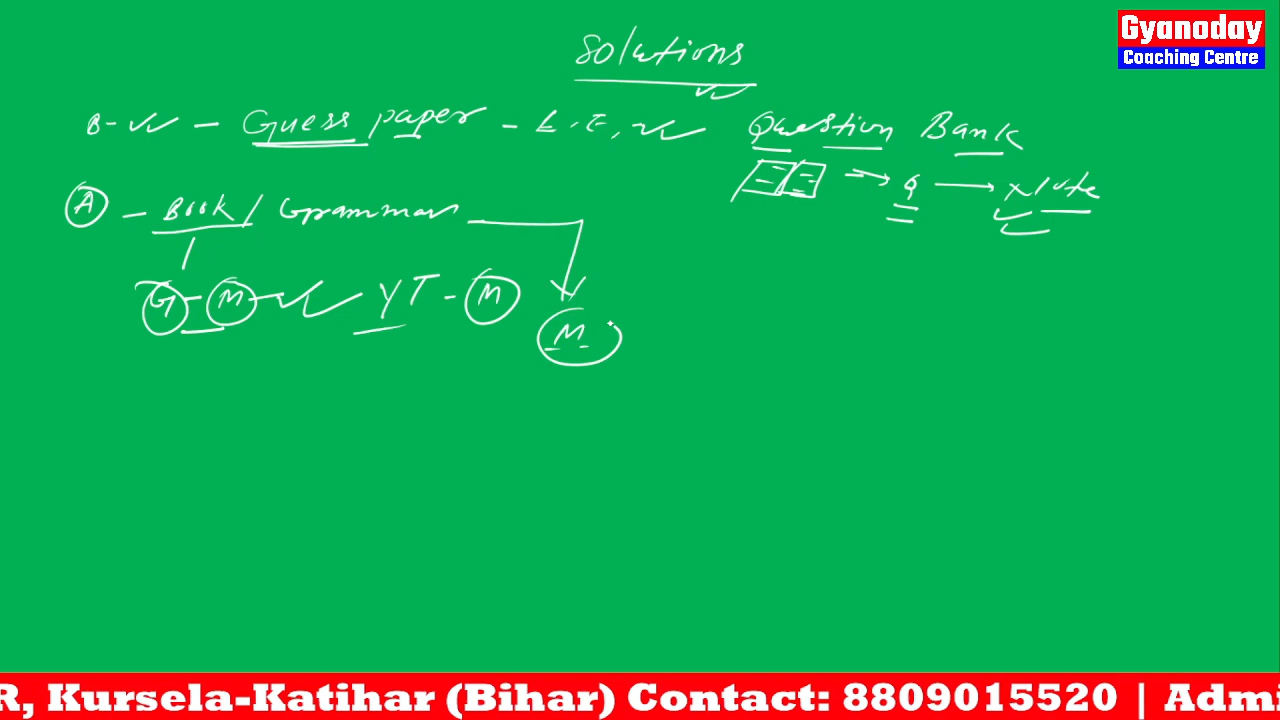 Gyanoday
Coaching Centre
Solutions
B- — Guess paper - Question Bank
Q
A - Book / Grammar
G - M YT - M
M
R, Kursela-Katihar (Bihar) Contact: 8809015520 | Admi